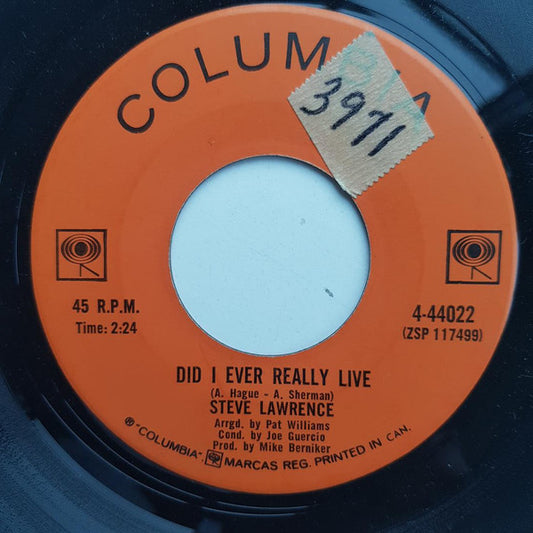 COLUMBIA
3971
45 R.P.M.
Time: 2:24
4-44022
(ZSP 117499)
DID I EVER REALLY LIVE
(A. Hague - A. Sherman)
STEVE LAWRENCE
Arrgd. by Pat Williams
Cond. by Joe Guercio
Prod. by Mike Berniker
® "COLUMBIA", MARCAS REG. PRINTED IN CAN.